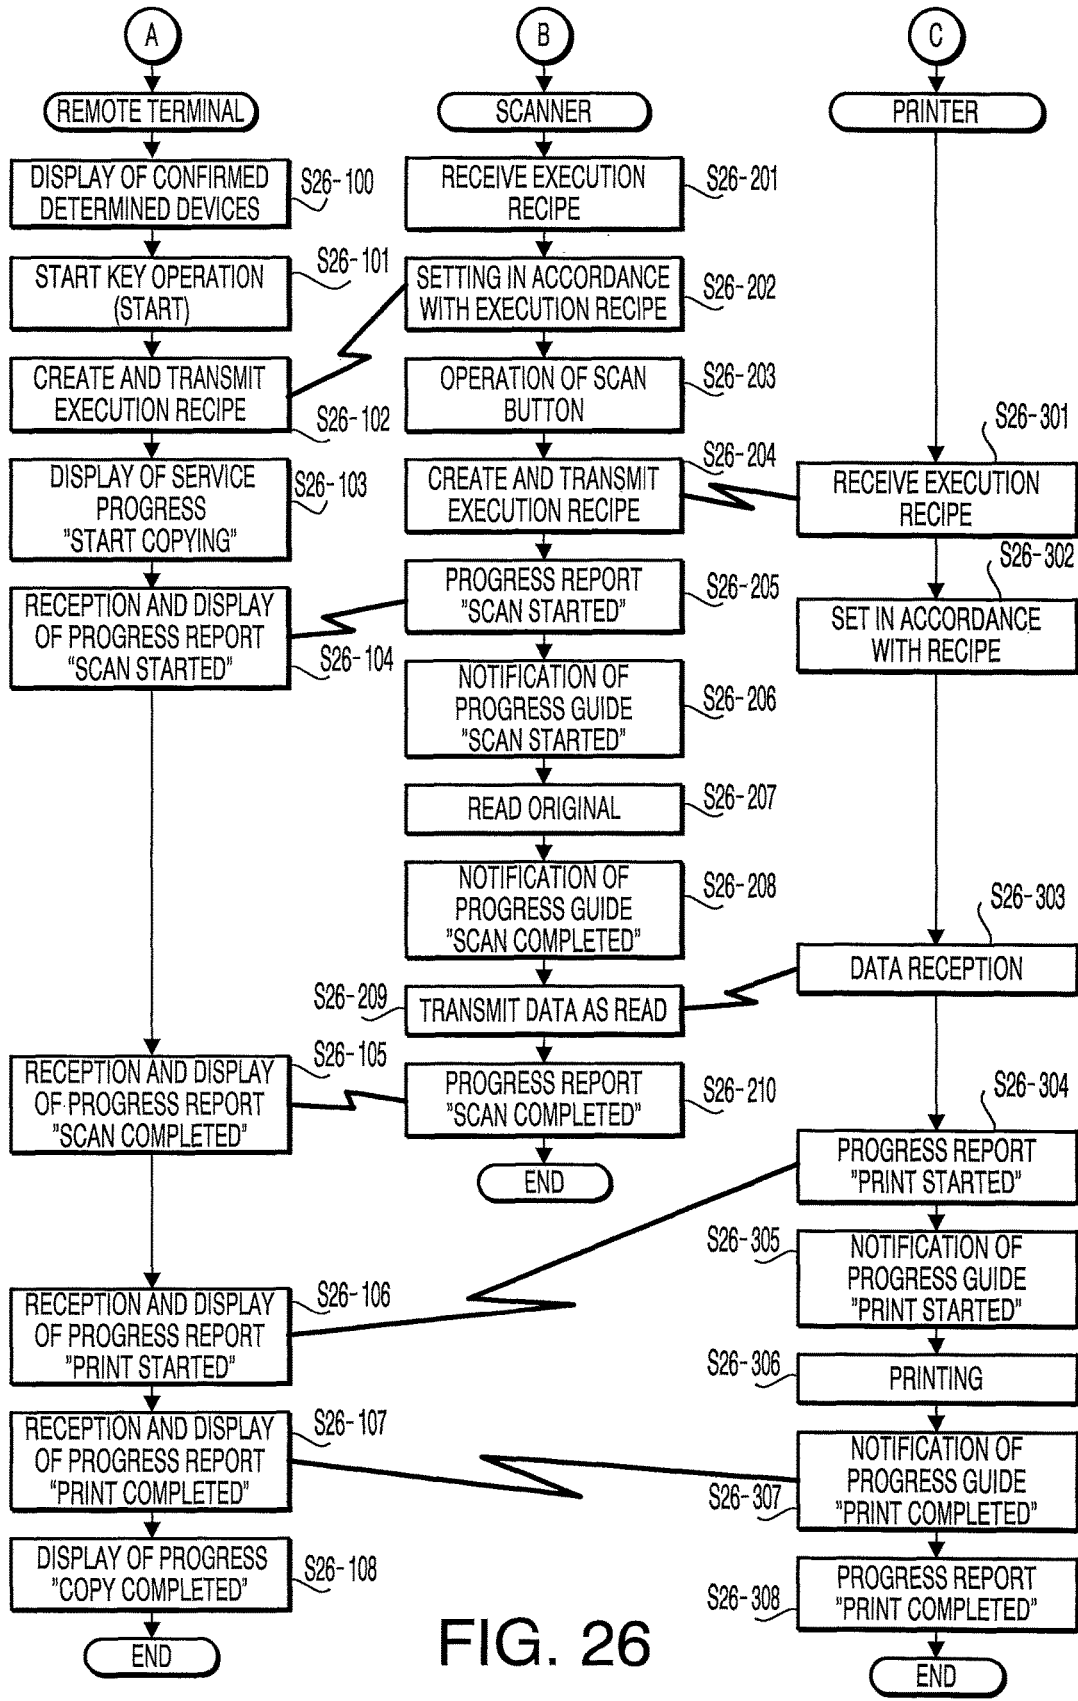 A
REMOTE TERMINAL
DISPLAY OF CONFIRMED
DETERMINED DEVICES
S26-100
START KEY OPERATION
(START)
S26-101
CREATE AND TRANSMIT
EXECUTION RECIPE
S26-102
DISPLAY OF SERVICE
PROGRESS
"START COPYING"
S26-103
RECEPTION AND DISPLAY
OF PROGRESS REPORT
"SCAN STARTED"
S26-104
RECEPTION AND DISPLAY
OF PROGRESS REPORT
"SCAN COMPLETED"
S26-105
RECEPTION AND DISPLAY
OF PROGRESS REPORT
"PRINT STARTED"
S26-106
RECEPTION AND DISPLAY
OF PROGRESS REPORT
"PRINT COMPLETED"
S26-107
DISPLAY OF PROGRESS
"COPY COMPLETED"
S26-108
END
B
SCANNER
RECEIVE EXECUTION
RECIPE
S26-201
SETTING IN ACCORDANCE
WITH EXECUTION RECIPE
S26-202
OPERATION OF SCAN
BUTTON
S26-203
CREATE AND TRANSMIT
EXECUTION RECIPE
S26-204
PROGRESS REPORT
"SCAN STARTED"
S26-205
NOTIFICATION OF
PROGRESS GUIDE
"SCAN STARTED"
S26-206
READ ORIGINAL
S26-207
NOTIFICATION OF
PROGRESS GUIDE
"SCAN COMPLETED"
S26-208
TRANSMIT DATA AS READ
S26-209
PROGRESS REPORT
"SCAN COMPLETED"
S26-210
END
C
PRINTER
S26-301
RECEIVE EXECUTION
RECIPE
S26-302
SET IN ACCORDANCE
WITH RECIPE
S26-303
DATA RECEPTION
S26-304
PROGRESS REPORT
"PRINT STARTED"
S26-305
NOTIFICATION OF
PROGRESS GUIDE
"PRINT STARTED"
S26-306
PRINTING
S26-307
NOTIFICATION OF
PROGRESS GUIDE
"PRINT COMPLETED"
S26-308
PROGRESS REPORT
"PRINT COMPLETED"
END
FIG. 26